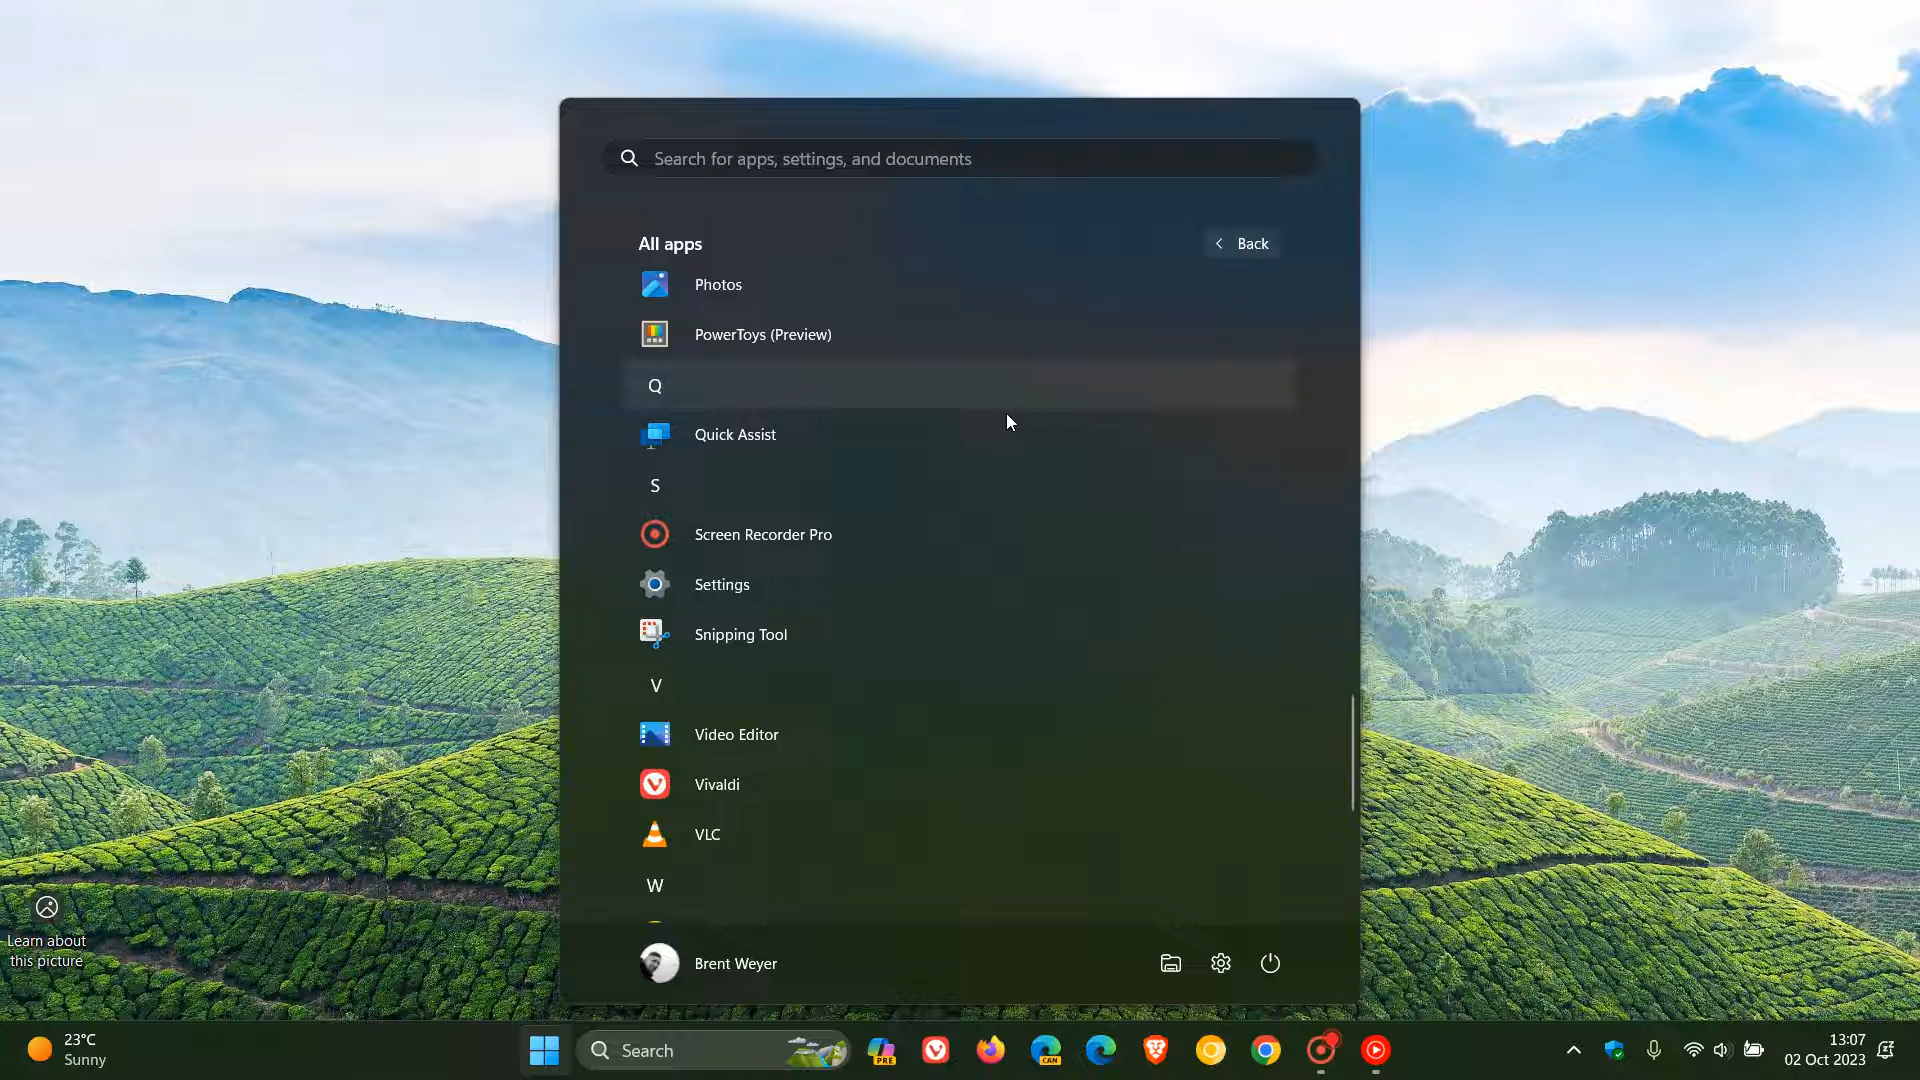 Search for apps, settings, and documents
All apps
Back
Photos
PowerToys (Preview)
Q
Quick Assist
S
Screen Recorder Pro
Settings
Snipping Tool
V
Video Editor
Vivaldi
VLC
W
Learn about
this picture
Brent Weyer
23°C
Sunny
Search
PRE
CAN
13:07
02 Oct 2023